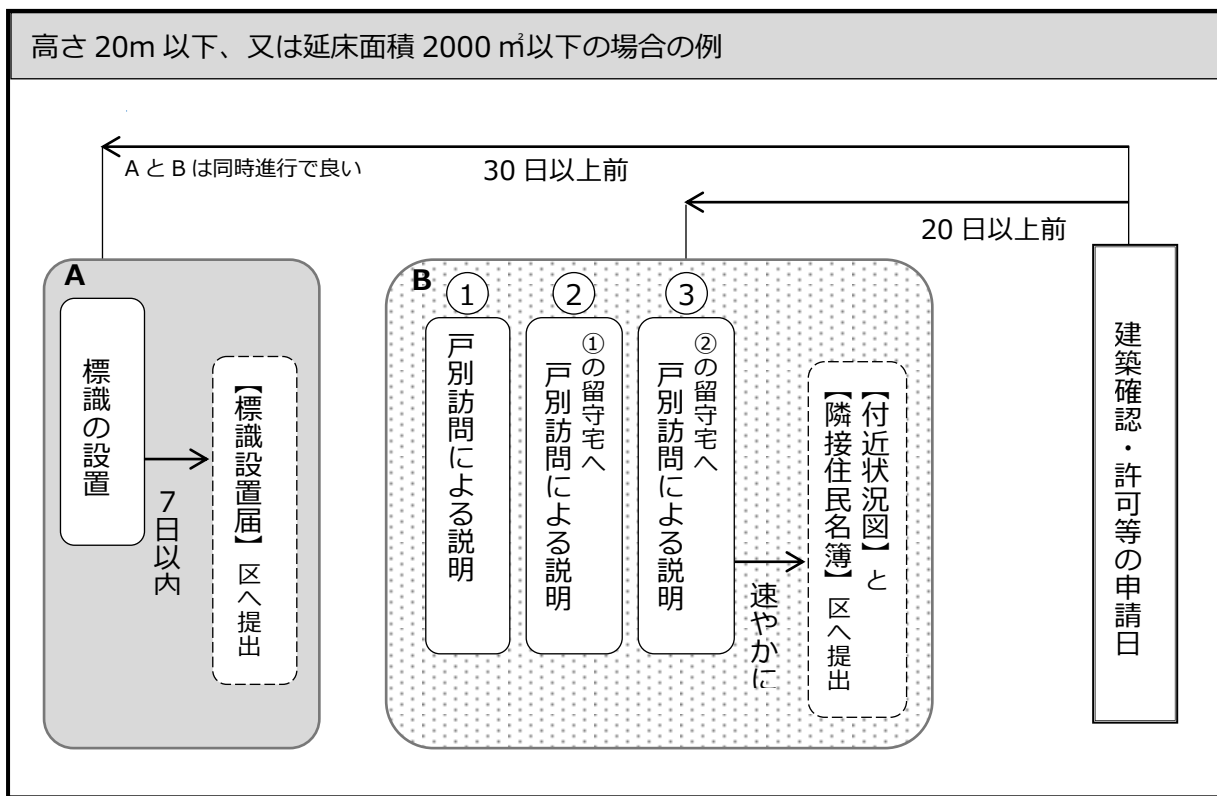 高さ 20m 以下、又は延床面積 2000 ㎡以下の場合の例
AとBは同時進行で良い
30 日以上前
20 日以上前
A
標識の設置
7日以内
【標識設置届】区へ提出
B
①
戸別訪問による説明
②
①の留守宅へ
戸別訪問による説明
③
②の留守宅へ
戸別訪問による説明
速やかに
【付近状況図】と
【隣接住民名簿】区へ提出
建築確認・許可等の申請日